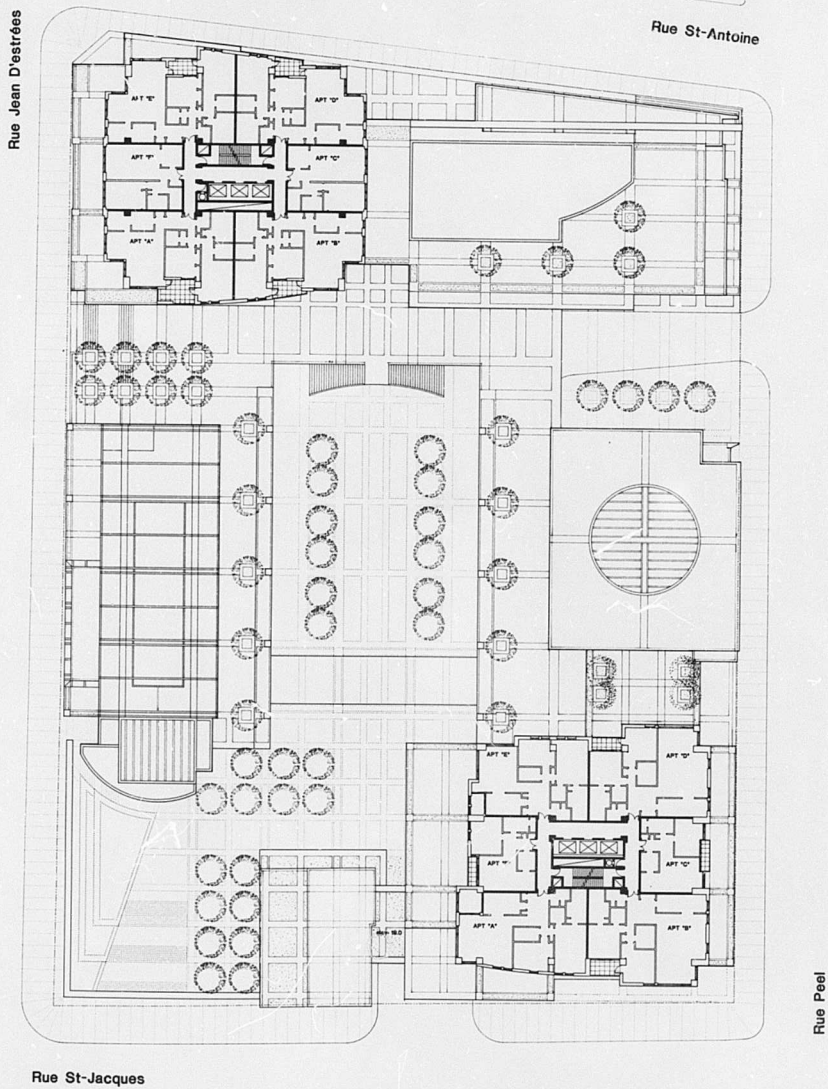 Rue Jean D'estrées
Rue St-Antoine
APT "E"
APT "D"
APT "F"
APT "C"
APT "A"
APT "B"
APT "E"
APT "D"
APT
APT "C"
APT "A"
APT "B"
Rue Peel
Rue St-Jacques